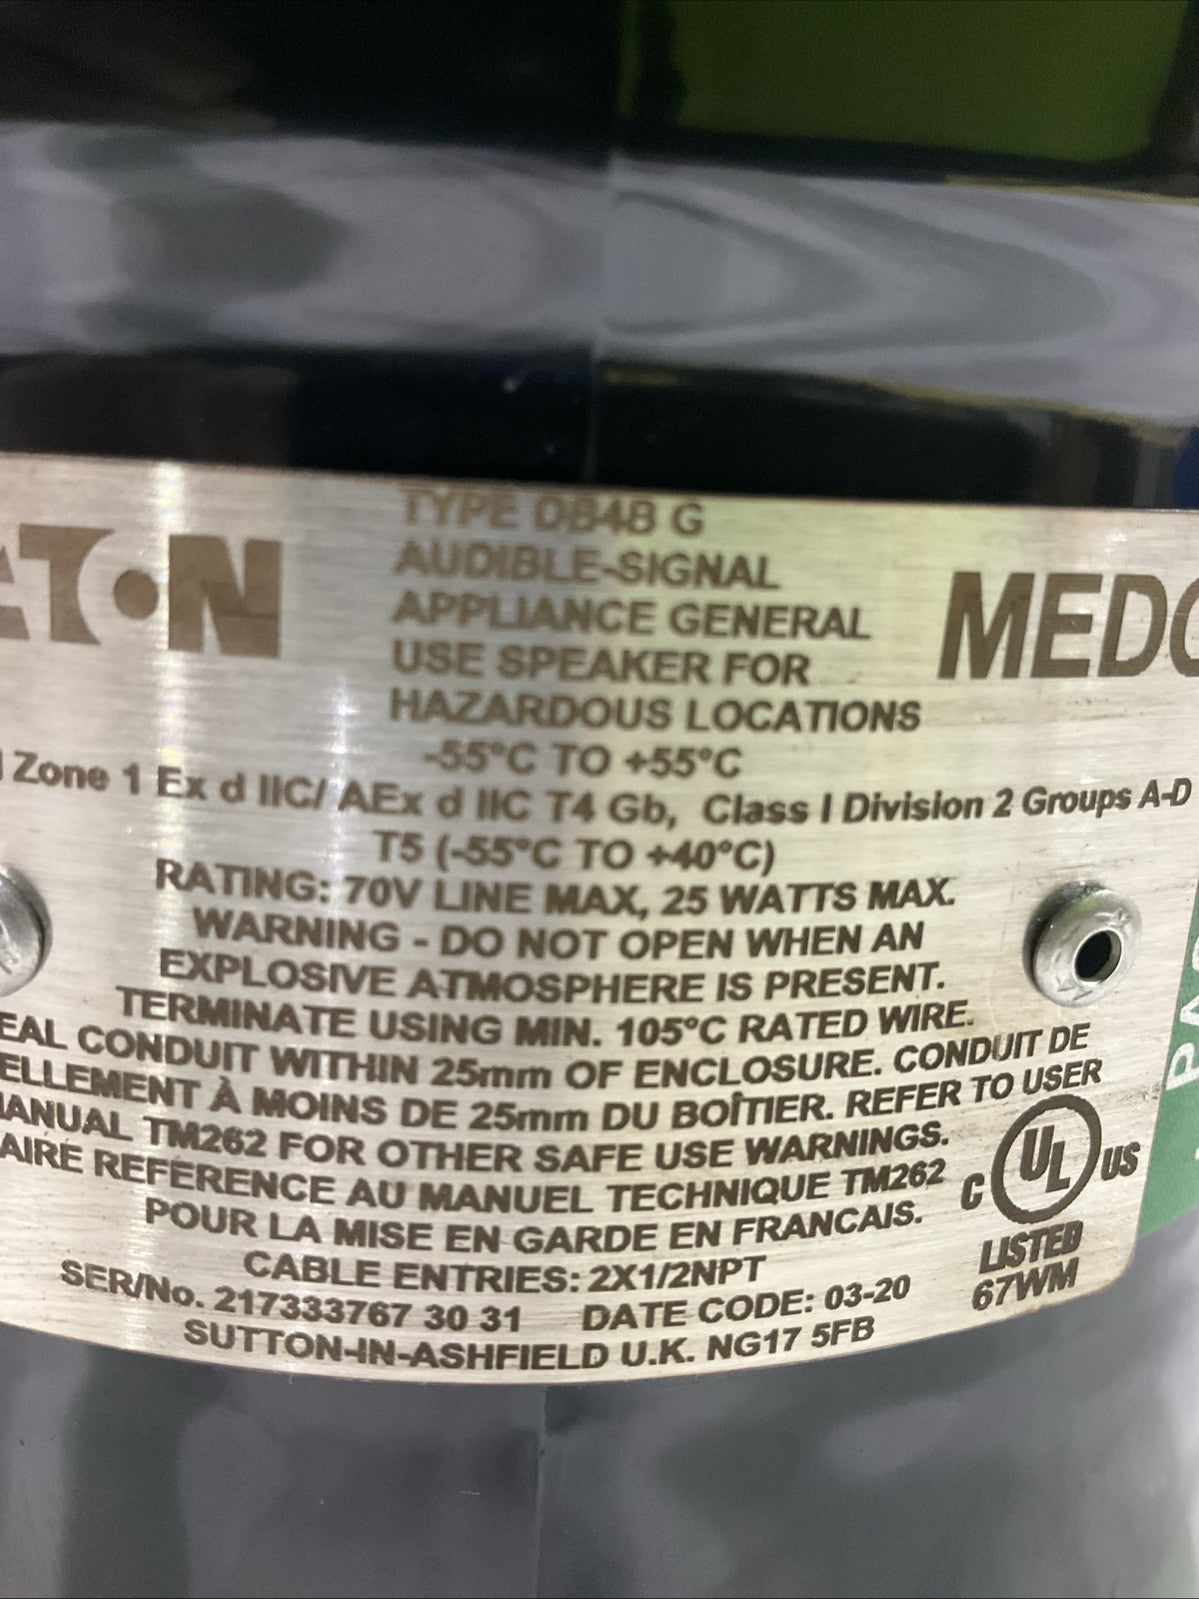 EATON
TYPE DB4B G
AUDIBLE-SIGNAL
APPLIANCE GENERAL
USE SPEAKER FOR
HAZARDOUS LOCATIONS
MEDC
-55°C TO +55°C
I Zone 1 Ex d IIC/ AEx d IIC T4 Gb, Class I Division 2 Groups A-D
T5 (-55°C TO +40°C)
RATING: 70V LINE MAX, 25 WATTS MAX.
WARNING - DO NOT OPEN WHEN AN
EXPLOSIVE ATMOSPHERE IS PRESENT.
TERMINATE USING MIN. 105°C RATED WIRE.
EAL CONDUIT WITHIN 25mm OF ENCLOSURE. CONDUIT DE
ELLEMENT À MOINS DE 25mm DU BOÎTIER. REFER TO USER
MANUAL TM262 FOR OTHER SAFE USE WARNINGS.
AIRE REFERENCE AU MANUEL TECHNIQUE TM262
POUR LA MISE EN GARDE EN FRANCAIS.
CABLE ENTRIES: 2X1/2NPT
SER/No. 217333767 30 31 DATE CODE: 03-20
SUTTON-IN-ASHFIELD U.K. NG17 5FB
C UL US
LISTED
67WM